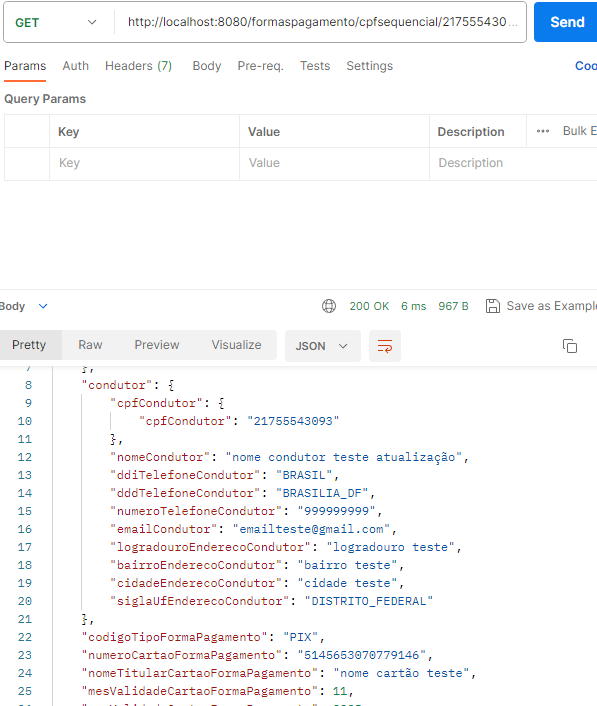 GET http://localhost:8080/formaspagamento/cpfsequencial/217555430... Send
Params Auth Headers (7) Body Pre-req. Tests Settings Coo
Query Params
Key Value Description ••• Bulk E
Key Value Description
Body 200 OK 6 ms 967 B Save as Example
Pretty Raw Preview Visualize JSON
7 },
8 "condutor": {
9 "cpfCondutor": {
10 "cpfCondutor": "21755543093"
11 },
12 "nomeCondutor": "nome condutor teste atualização",
13 "ddiTelefoneCondutor": "BRASIL",
14 "dddTelefoneCondutor": "BRASILIA_DF",
15 "numeroTelefoneCondutor": "999999999",
16 "emailCondutor": "emailteste@gmail.com",
17 "logradouroEnderecoCondutor": "logradouro teste",
18 "bairroEnderecoCondutor": "bairro teste",
19 "cidadeEnderecoCondutor": "cidade teste",
20 "siglaUfEnderecoCondutor": "DISTRITO_FEDERAL"
21 },
22 "codigoTipoFormaPagamento": "PIX",
23 "numeroCartaoFormaPagamento": "5145653070779146",
24 "nomeTitularCartaoFormaPagamento": "nome cartão teste",
25 "mesValidadeCartaoFormaPagamento": 11,